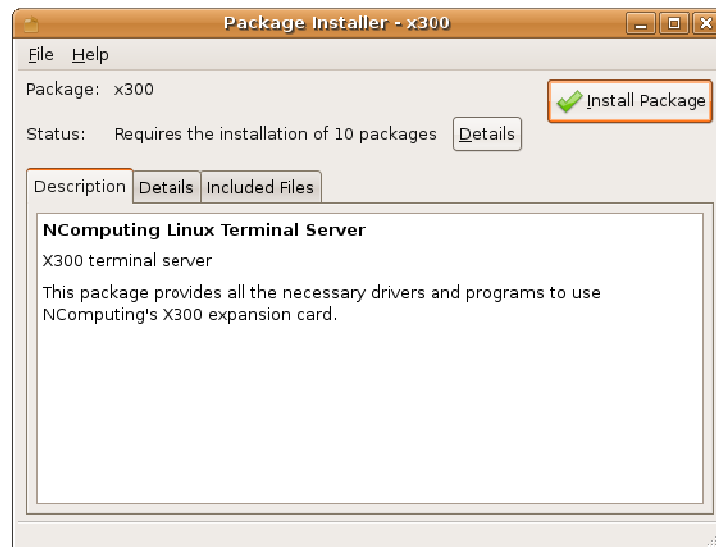 Package Installer - x300
File Help
Package: x300
Install Package
Status: Requires the installation of 10 packages Details
Description Details Included Files
NComputing Linux Terminal Server
X300 terminal server
This package provides all the necessary drivers and programs to use
NComputing's X300 expansion card.